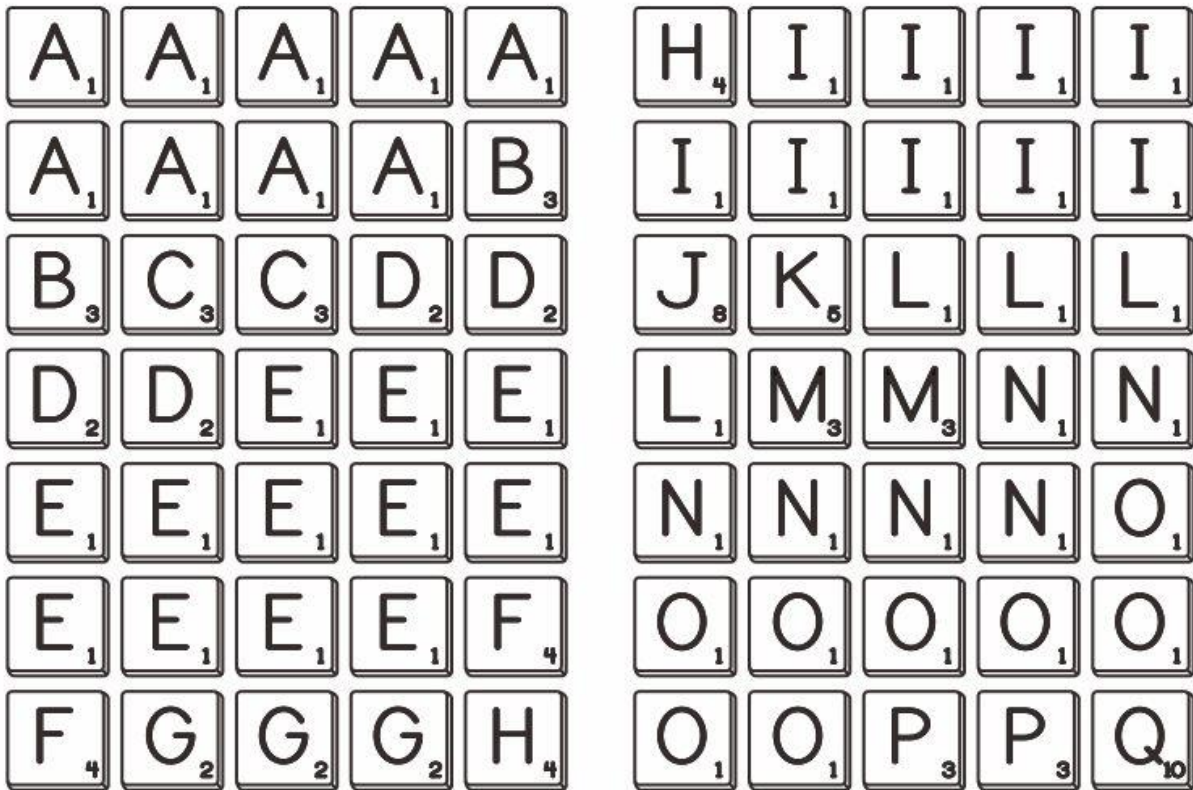 A1 A1 A1 A1 A1 H4 I1 I1 I1 I1
A1 A1 A1 A1 B3 I1 I1 I1 I1 I1
B3 C3 C3 D2 D2 J8 K5 L1 L1 L1
D2 D2 E1 E1 E1 L1 M3 M3 N1 N1
E1 E1 E1 E1 E1 N1 N1 N1 N1 O1
E1 E1 E1 E1 F4 O1 O1 O1 O1 O1
F4 G2 G2 G2 H4 O1 O1 P3 P3 Q10